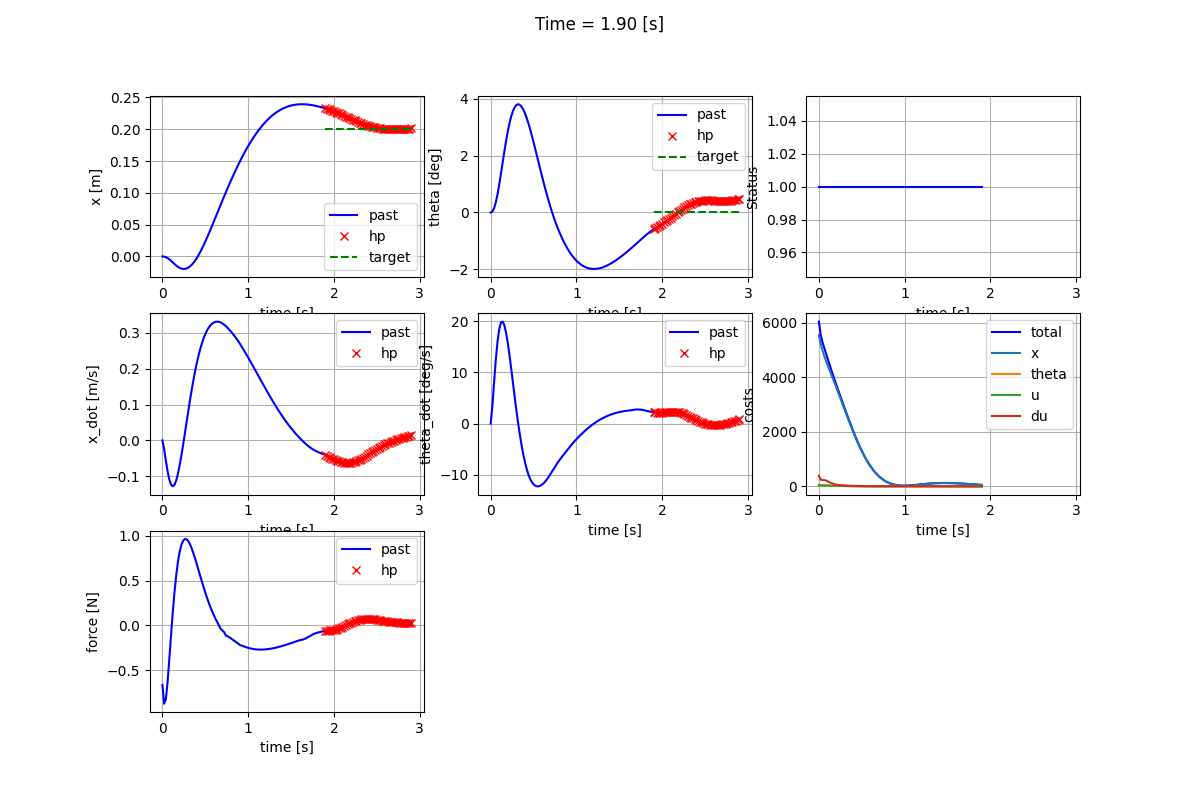 Time = 1.90 [s]
x [m]
0.25
0.20
0.15
0.10
0.05
0.00
past
hp
target
0
1
2
3
time [s]
theta [deg]
4
2
0
−2
past
hp
target
0
1
2
3
Status
1.04
1.02
1.00
0.98
0.96
0
1
2
3
time [s]
x_dot [m/s]
0.3
0.2
0.1
0.0
−0.1
past
hp
time [s]
theta_dot [deg/s]
20
10
0
−10
past
hp
0
1
2
3
time [s]
costs
6000
4000
2000
0
total
x
theta
u
du
0
1
2
3
time [s]
force [N]
1.0
0.5
0.0
−0.5
past
hp
0
1
2
3
time [s]